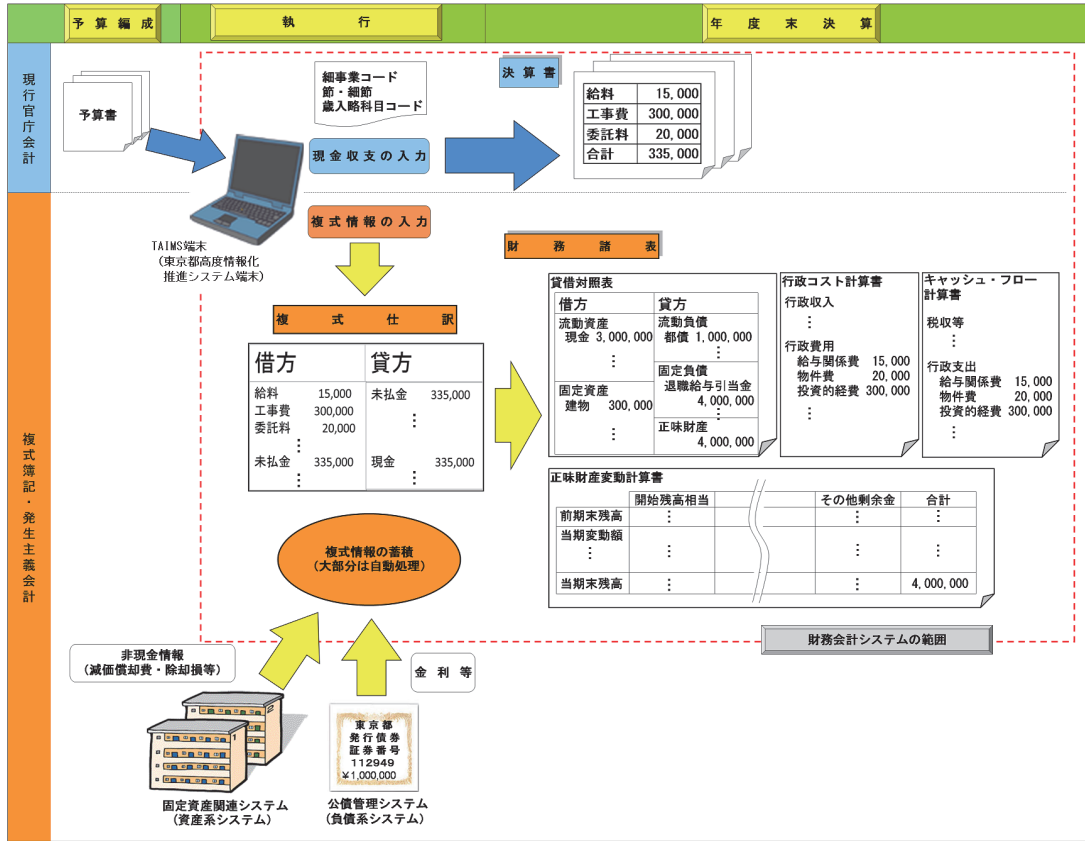 予算編成
執行
年度末決算
現行官庁会計
予算書
細事業コード
節・細節
歳入略科目コード
現金収支の入力
決算書
給料 15,000
工事費 300,000
委託料 20,000
合計 335,000
複式簿記・発生主義会計
TAIMS端末
(東京都高度情報化
推進システム端末)
複式情報の入力
複式仕訳
借方 貸方
給料 15,000 未払金 335,000
工事費 300,000 ⋮
委託料 20,000
⋮
未払金 335,000 現金 335,000
⋮ ⋮
複式情報の蓄積
(大部分は自動処理)
財務諸表
貸借対照表
借方
流動資産
現金 3,000,000
⋮
固定資産
建物 300,000
⋮
貸方
流動負債
都債 1,000,000
⋮
固定負債
退職給与引当金
4,000,000
⋮
正味財産
4,000,000
行政コスト計算書
行政収入
⋮
行政費用
給与関係費 15,000
物件費 20,000
投資的経費 300,000
⋮
キャッシュ・フロー
計算書
税収等
⋮
行政支出
給与関係費 15,000
物件費 20,000
投資的経費 300,000
⋮
正味財産変動計算書
開始残高相当 その他剰余金 合計
前期末残高 ⋮ ⋮ ⋮
当期変動額
⋮ ⋮ ⋮ ⋮
当期末残高 ⋮ ⋮ 4,000,000
財務会計システムの範囲
非現金情報
(減価償却費・除却損等)
金利等
東京都
発行債券
証券番号
112949
¥1,000,000
固定資産関連システム
(資産系システム)
公債管理システム
(負債系システム)